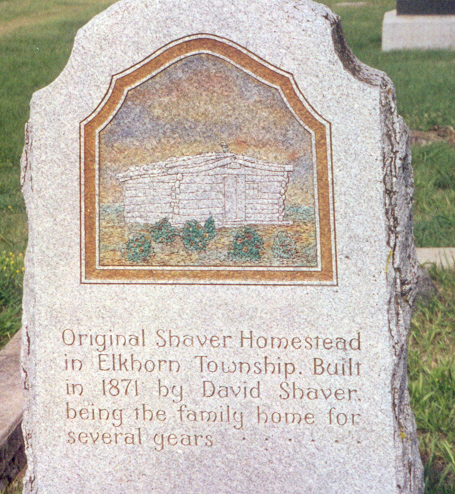 Original Shaver Homestead
in Elkhorn Township. Built
in 1871 by David Shaver.
being the family home for
several years . . . . . . .